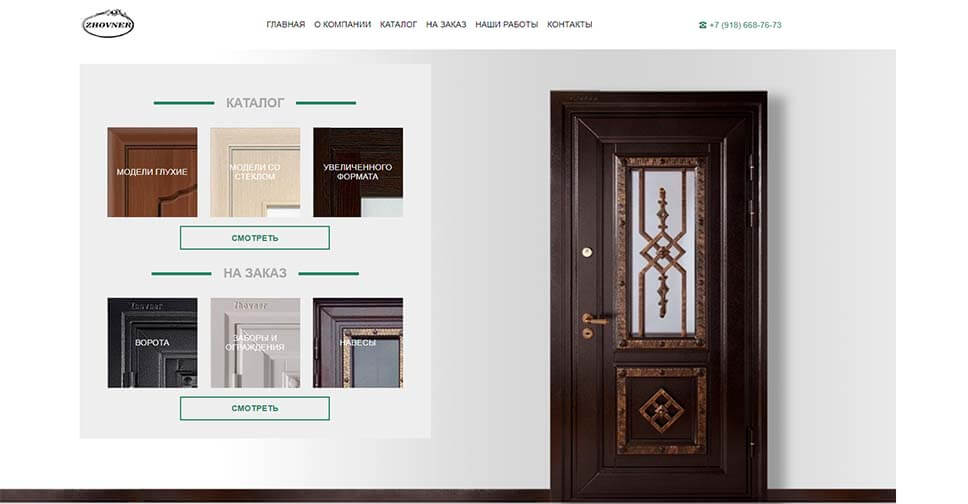 ZHOVNER
ГЛАВНАЯ О КОМПАНИИ КАТАЛОГ НА ЗАКАЗ НАШИ РАБОТЫ КОНТАКТЫ
☎ +7 (918) 668-76-73
КАТАЛОГ
МОДЕЛИ ГЛУХИЕ
МОДЕЛИ СО
СТЕКЛОМ
УВЕЛИЧЕННОГО
ФОРМАТА
СМОТРЕТЬ
НА ЗАКАЗ
Zhovner
Zhovner
ВОРОТА
ЗАБОРЫ И
ОГРАЖДЕНИЯ
НАВЕСЫ
СМОТРЕТЬ